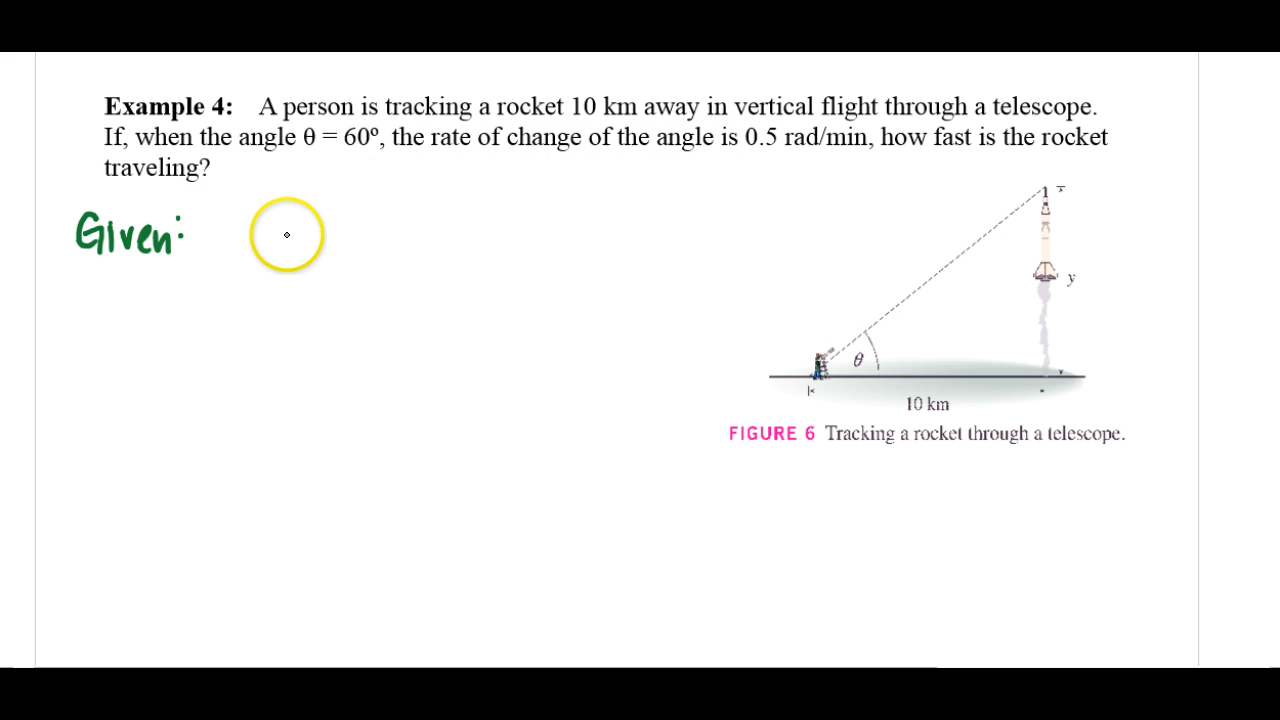 Example 4: A person is tracking a rocket 10 km away in vertical flight through a telescope.
If, when the angle θ = 60º, the rate of change of the angle is 0.5 rad/min, how fast is the rocket
traveling?
Given:
y
θ
10 km
FIGURE 6 Tracking a rocket through a telescope.